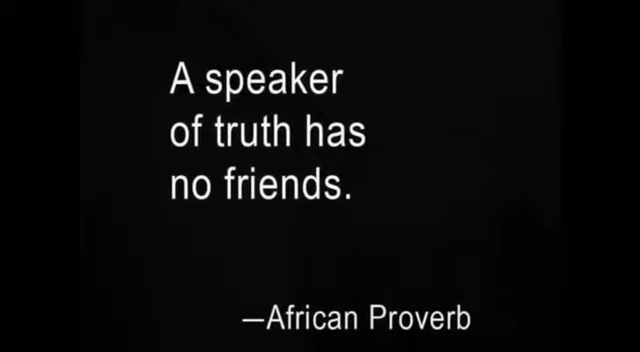 A speaker
of truth has
no friends.
—African Proverb